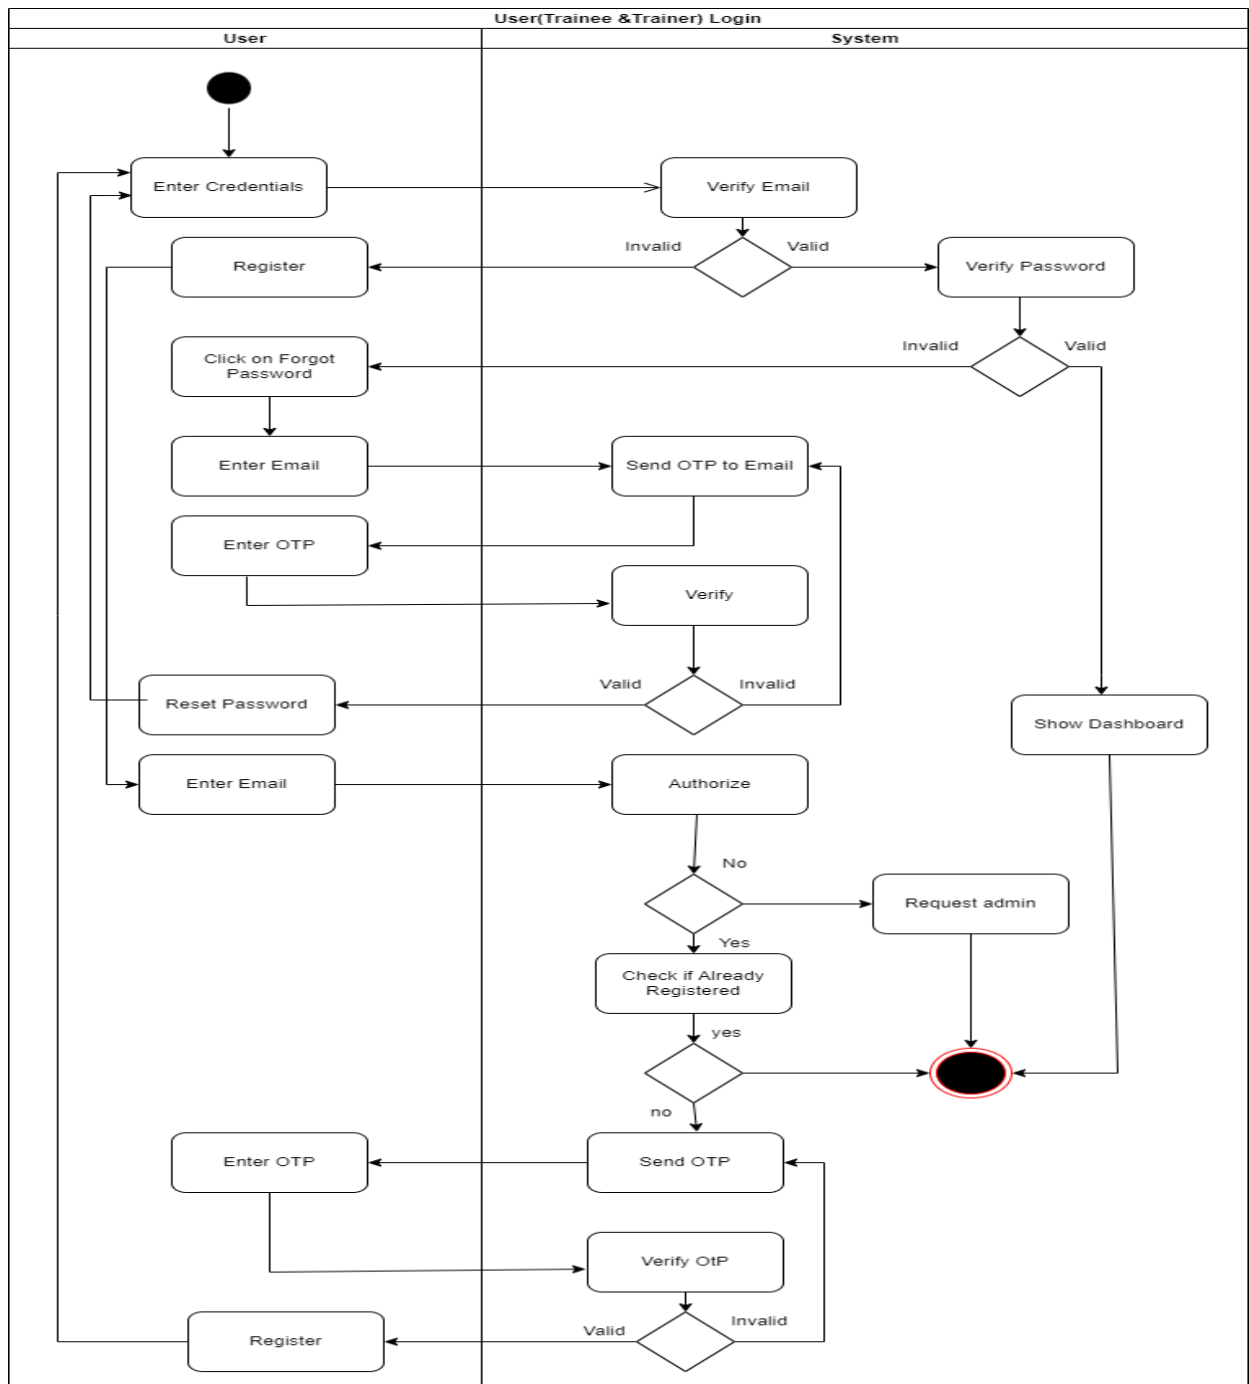 User(Trainee &Trainer) Login
User
System
Enter Credentials
Verify Email
Invalid
Valid
Register
Verify Password
Click on Forgot
Password
Invalid
Valid
Enter Email
Send OTP to Email
Enter OTP
Verify
Valid
Invalid
Reset Password
Show Dashboard
Enter Email
Authorize
No
Request admin
Yes
Check if Already
Registered
yes
no
Enter OTP
Send OTP
Verify OtP
Valid
Invalid
Register